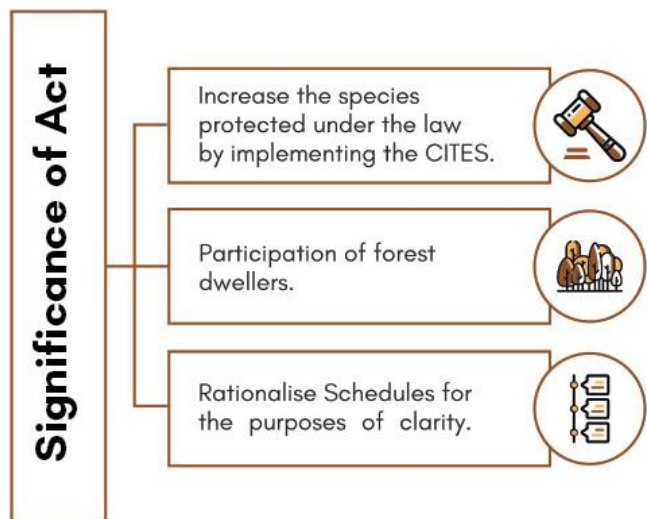 Significance of Act
Increase the species
protected under the law
by implementing the CITES.
Participation of forest
dwellers.
Rationalise Schedules for
the purposes of clarity.